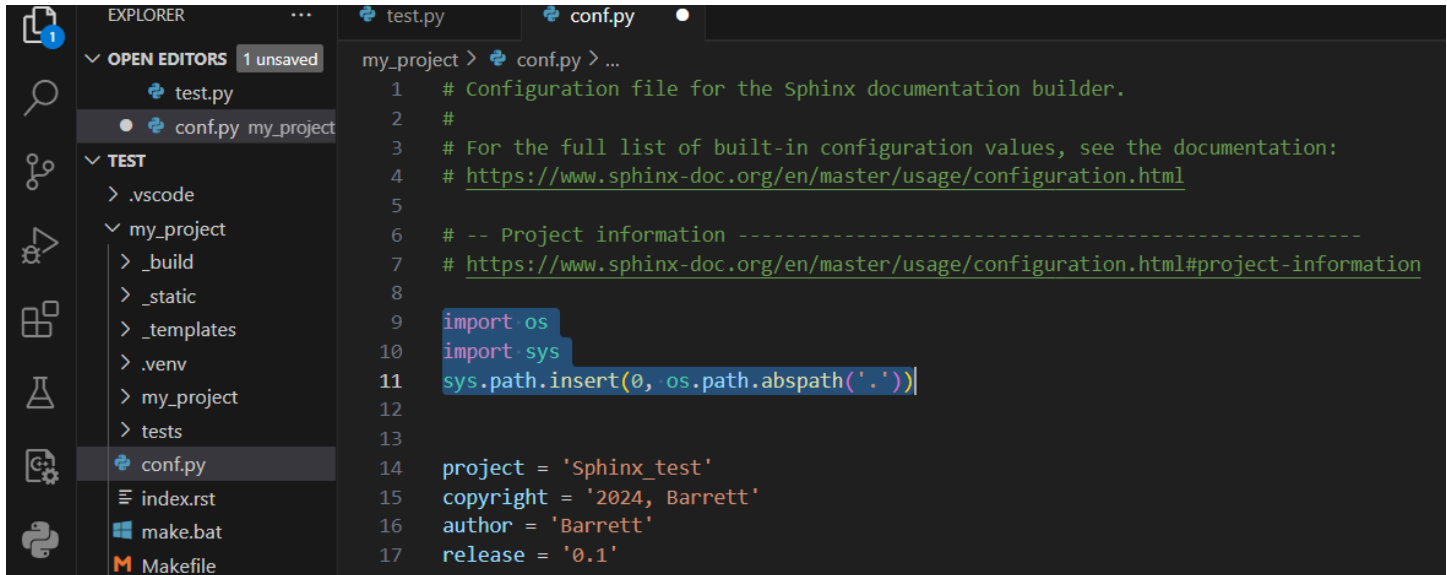 EXPLORER ...
OPEN EDITORS 1 unsaved
test.py
conf.py my_project
TEST
.vscode
my_project
_build
_static
_templates
.venv
my_project
tests
conf.py
index.rst
make.bat
M Makefile
1
test.py conf.py
my_project > conf.py > ...
1 # Configuration file for the Sphinx documentation builder.
2 #
3 # For the full list of built-in configuration values, see the documentation:
4 # https://www.sphinx-doc.org/en/master/usage/configuration.html
5
6 # -- Project information -----------------------------------------------------
7 # https://www.sphinx-doc.org/en/master/usage/configuration.html#project-information
8
9 import os
10 import sys
11 sys.path.insert(0, os.path.abspath('.'))
12
13
14 project = 'Sphinx_test'
15 copyright = '2024, Barrett'
16 author = 'Barrett'
17 release = '0.1'